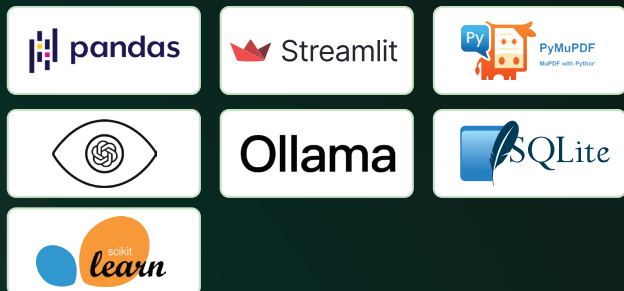 pandas
Streamlit
Py
PyMuPDF
MuPDF with Python
Ollama
SQLite
scikit
learn